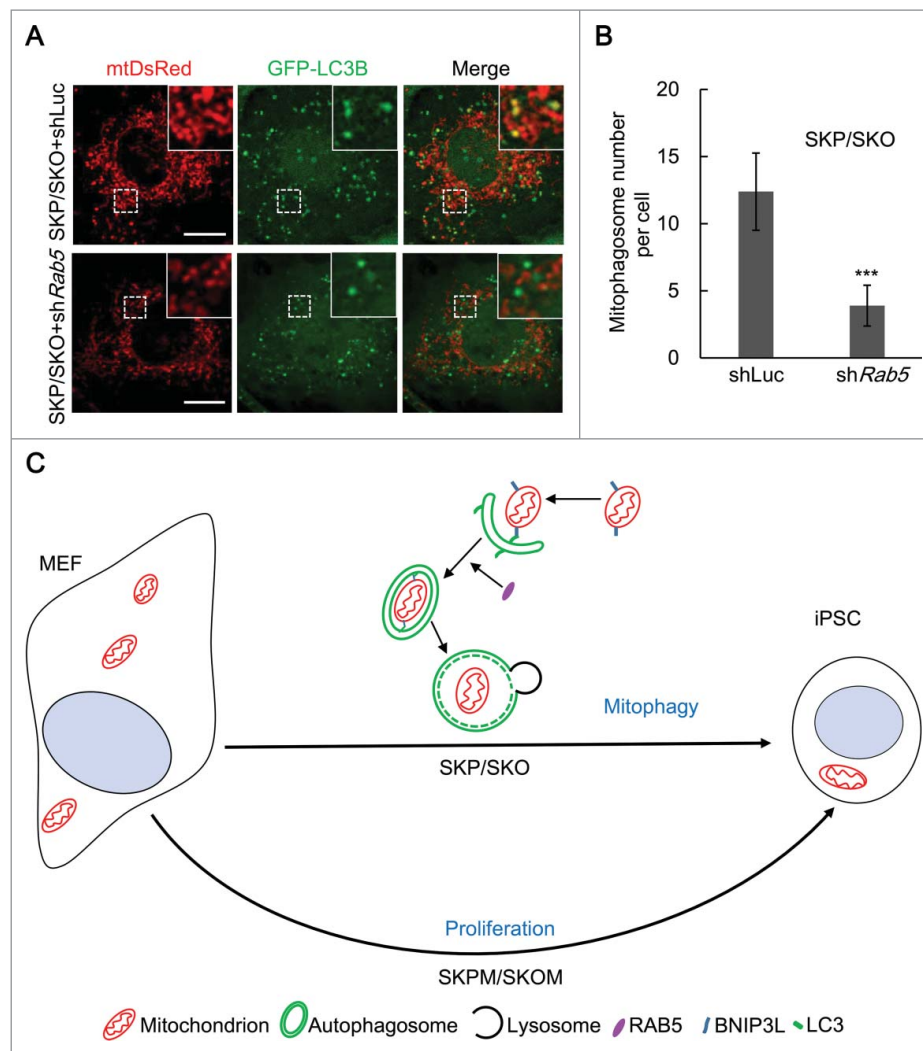 A
mtDsRed GFP-LC3B Merge
SKP/SKO+shLuc
SKP/SKO+shRab5
B
Mitophagosome number
per cell
20
15
10
5
0
SKP/SKO
***
shLuc shRab5
C
MEF
iPSC
Mitophagy
SKP/SKO
Proliferation
SKPM/SKOM
Mitochondrion Autophagosome Lysosome RAB5 BNIP3L LC3